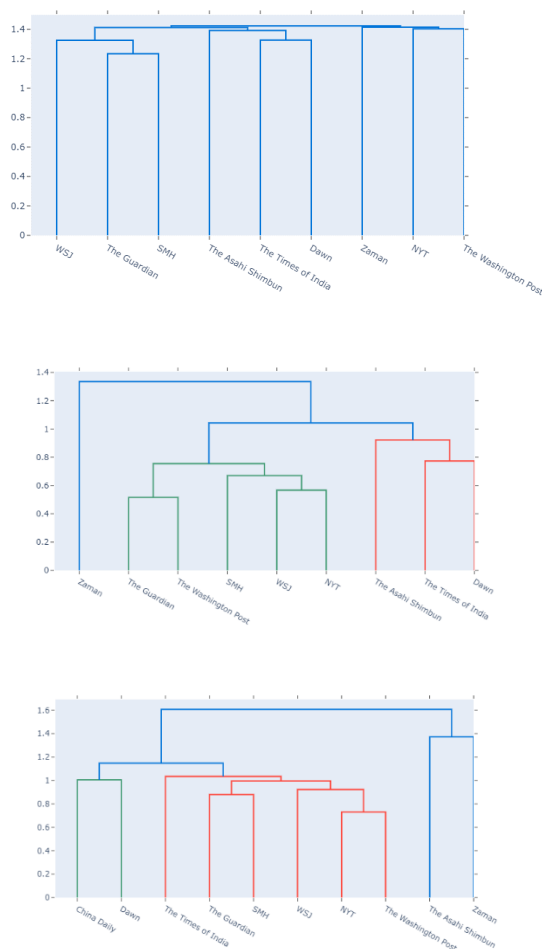 1.4
1.2
1
0.8
0.6
0.4
0.2
0
WSJ
The Guardian
SMH
The Asahi Shimbun
The Times of India
Dawn
Zaman
NYT
The Washington Post
1.4
1.2
1
0.8
0.6
0.4
0.2
0
Zaman
The Guardian
The Washington Post
SMH
WSJ
NYT
The Asahi Shimbun
The Times of India
Dawn
1.6
1.4
1.2
1
0.8
0.6
0.4
0.2
0
China Daily
Dawn
The Times of India
The Guardian
SMH
WSJ
NYT
The Washington Post
The Asahi Shimbun
Zaman